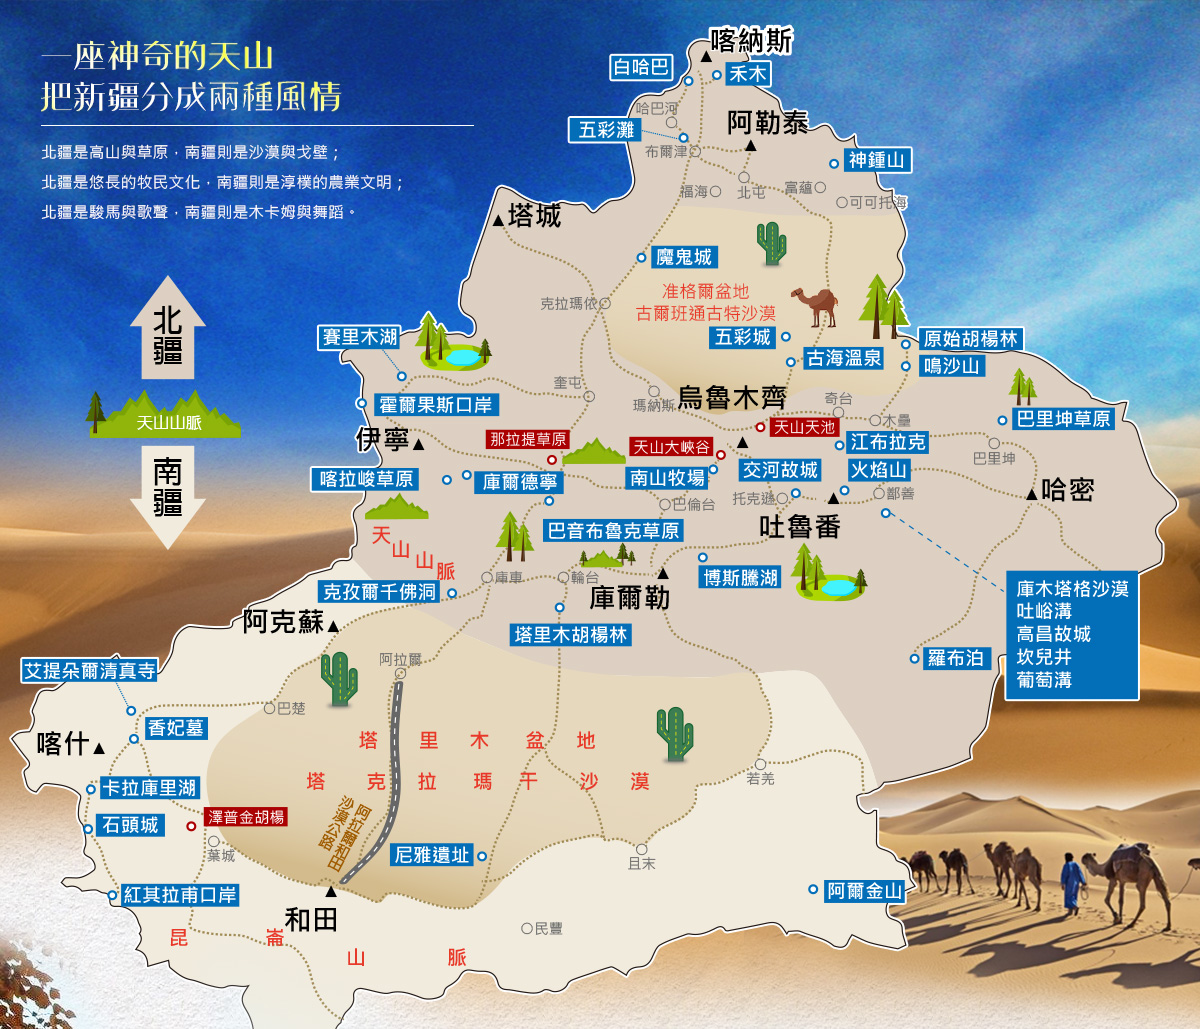 一座神奇的天山
把新疆分成兩種風情
北疆是高山與草原，南疆則是沙漠與戈壁；
北疆是悠長的牧民文化，南疆則是淳樸的農業文明；
北疆是駿馬與歌聲，南疆則是木卡姆與舞蹈。
北疆
天山山脈
南疆
喀納斯
白哈巴
禾木
哈巴河
五彩灘
阿勒泰
布爾津
神鍾山
福海
北屯
富蘊
可可托海
塔城
魔鬼城
准格爾盆地
古爾班通古特沙漠
克拉瑪依
五彩城
賽里木湖
古海溫泉
原始胡楊林
鳴沙山
奎屯
瑪納斯
烏魯木齊
奇台
霍爾果斯口岸
天山天池
木壘
巴里坤草原
伊寧
那拉提草原
天山大峽谷
江布拉克
巴里坤
喀拉峻草原
庫爾德寧
南山牧場
交河故城
火焰山
托克遜
鄯善
哈密
巴倫台
吐魯番
巴音布魯克草原
天山山脈
庫車
輪台
博斯騰湖
克孜爾千佛洞
庫爾勒
庫木塔格沙漠
吐峪溝
高昌故城
坎兒井
葡萄溝
阿克蘇
塔里木胡楊林
羅布泊
艾提朵爾清真寺
阿拉爾
巴楚
香妃墓
喀什
塔里木盆地
塔克拉瑪干沙漠
若羌
卡拉庫里湖
阿拉爾和田
沙漠公路
澤普金胡楊
石頭城
葉城
尼雅遺址
且末
紅其拉甫口岸
和田
阿爾金山
民豐
昆崙山脈